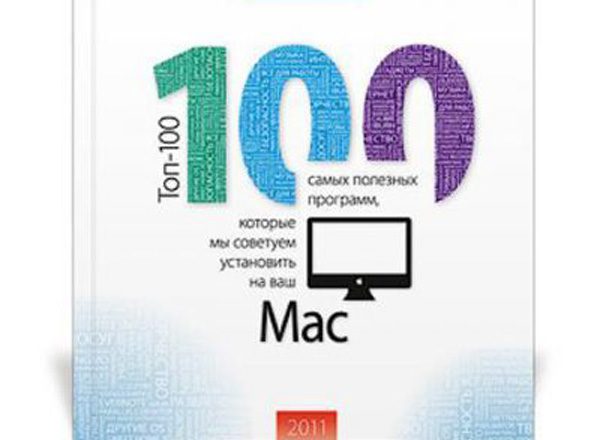 Топ-100
100
самых полезных
программ,
которые
мы советуем
установить
на ваш
Mac
2011